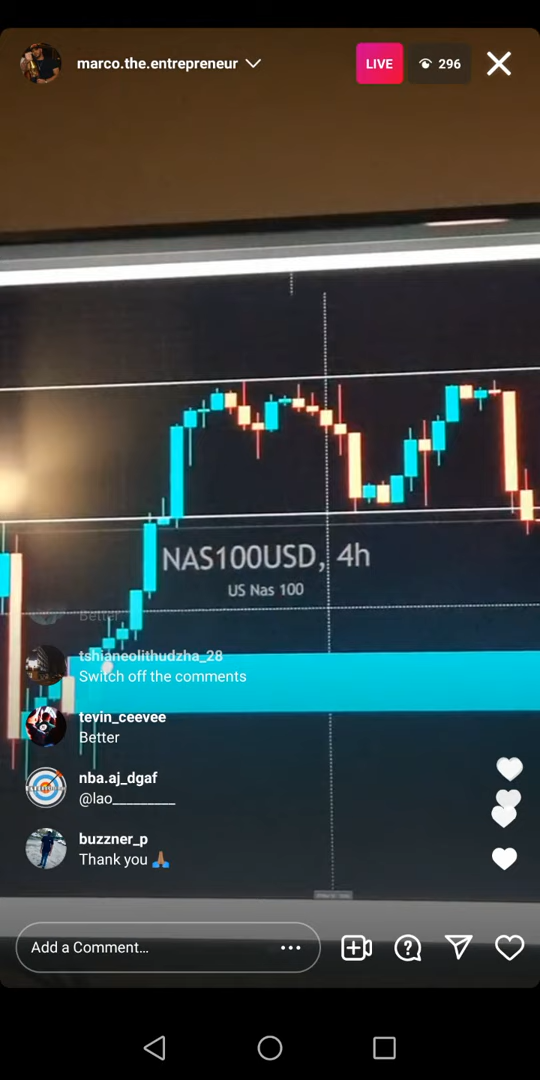 marco.the.entrepreneur
LIVE
296
NAS100USD, 4h
US Nas 100
Better
tshianeolithudzha_28
Switch off the comments
tevin_ceevee
Better
nba.aj_dgaf
@lao_________
buzzner_p
Thank you 🙏🏽
Add a Comment...